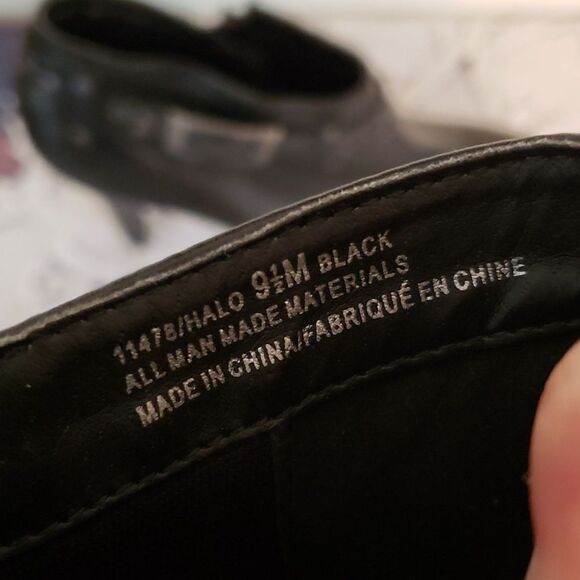 11478/HALO 9½M BLACK
ALL MAN MADE MATERIALS
MADE IN CHINA/FABRIQUÉ EN CHINE